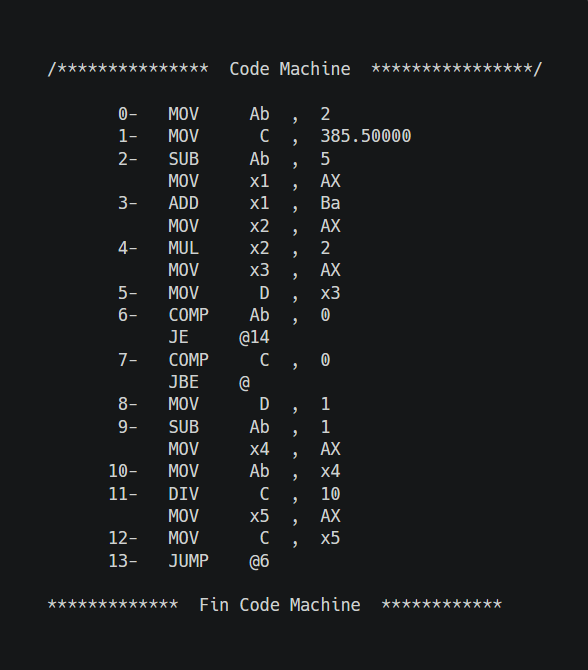 /*************** Code Machine ****************/
0- MOV Ab , 2
1- MOV C , 385.50000
2- SUB Ab , 5
MOV x1 , AX
3- ADD x1 , Ba
MOV x2 , AX
4- MUL x2 , 2
MOV x3 , AX
5- MOV D , x3
6- COMP Ab , 0
JE @14
7- COMP C , 0
JBE @
8- MOV D , 1
9- SUB Ab , 1
MOV x4 , AX
10- MOV Ab , x4
11- DIV C , 10
MOV x5 , AX
12- MOV C , x5
13- JUMP @6
************* Fin Code Machine ************